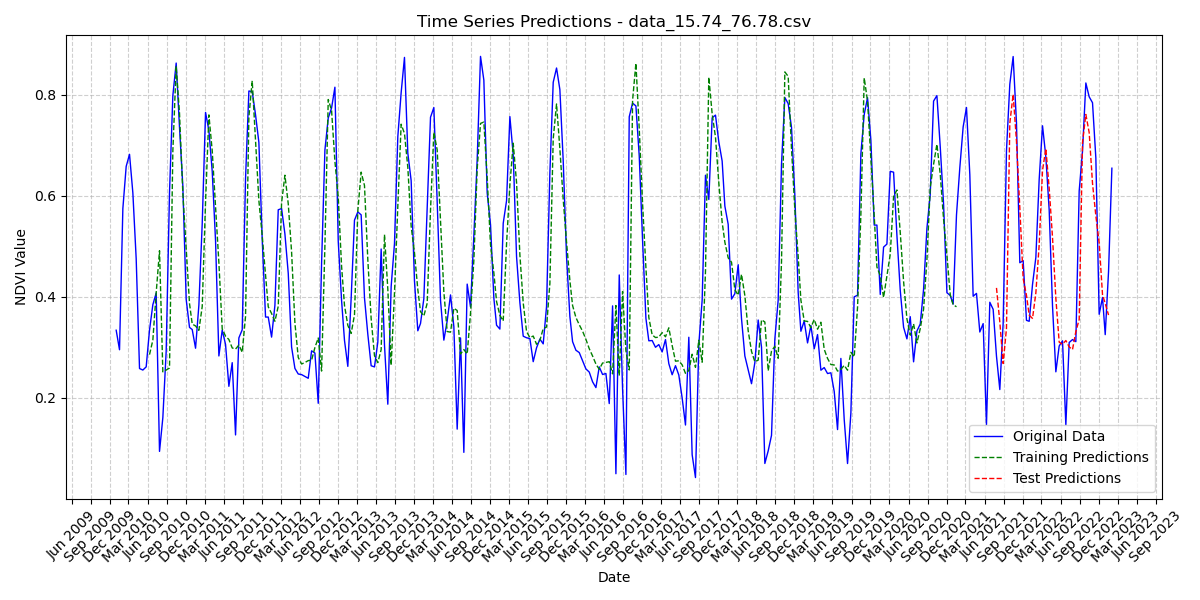 Time Series Predictions - data_15.74_76.78.csv
NDVI Value
0.8
0.6
0.4
0.2
Original Data
Training Predictions
Test Predictions
Jun 2009
Sep 2009
Dec 2009
Mar 2010
Jun 2010
Sep 2010
Dec 2010
Mar 2011
Jun 2011
Sep 2011
Dec 2011
Mar 2012
Jun 2012
Sep 2012
Dec 2012
Mar 2013
Jun 2013
Sep 2013
Dec 2013
Mar 2014
Jun 2014
Sep 2014
Dec 2014
Mar 2015
Jun 2015
Sep 2015
Dec 2015
Mar 2016
Jun 2016
Sep 2016
Dec 2016
Mar 2017
Jun 2017
Sep 2017
Dec 2017
Mar 2018
Jun 2018
Sep 2018
Dec 2018
Mar 2019
Jun 2019
Sep 2019
Dec 2019
Mar 2020
Jun 2020
Sep 2020
Dec 2020
Mar 2021
Jun 2021
Sep 2021
Dec 2021
Mar 2022
Jun 2022
Sep 2022
Dec 2022
Mar 2023
Jun 2023
Sep 2023
Date